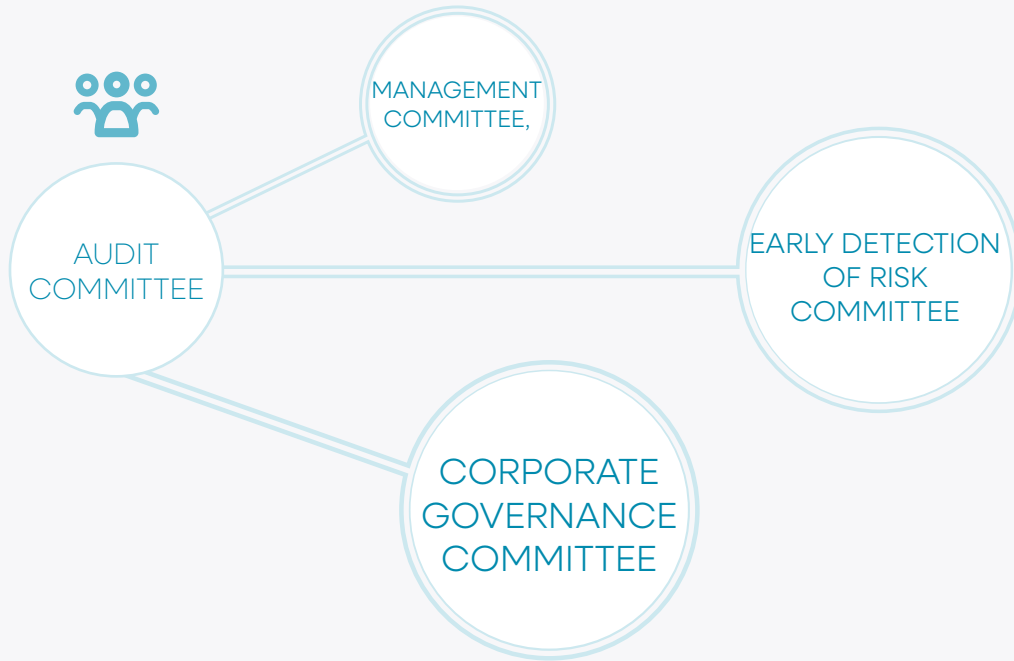 MANAGEMENT
COMMITTEE,
AUDIT
COMMITTEE
EARLY DETECTION
OF RISK
COMMITTEE
CORPORATE
GOVERNANCE
COMMITTEE